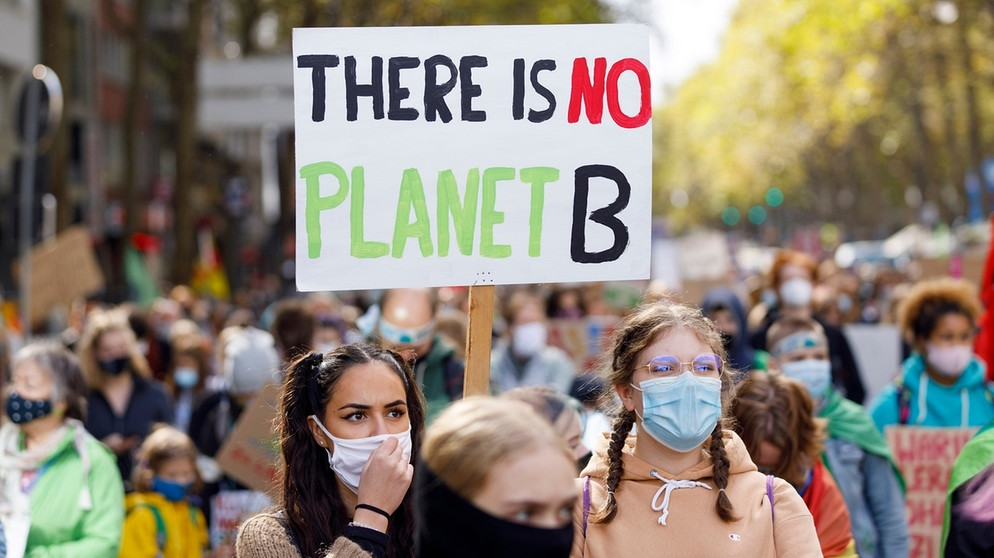 THERE IS NO
PLANET B